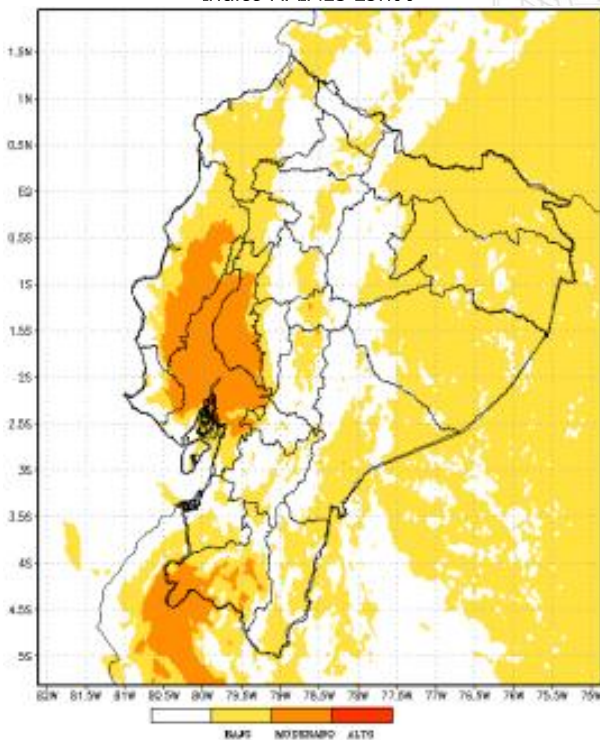 1.5N
1N
0.5N
EQ
0.5S
1S
1.5S
2S
2.5S
3S
3.5S
4S
4.5S
5S
82W 81.5W 81W 80.5W 80W 79.5W 79W 78.5W 78W 77.5W 77W 76.5W 76W 75.5W 75W
BAJO MODERADO ALTO